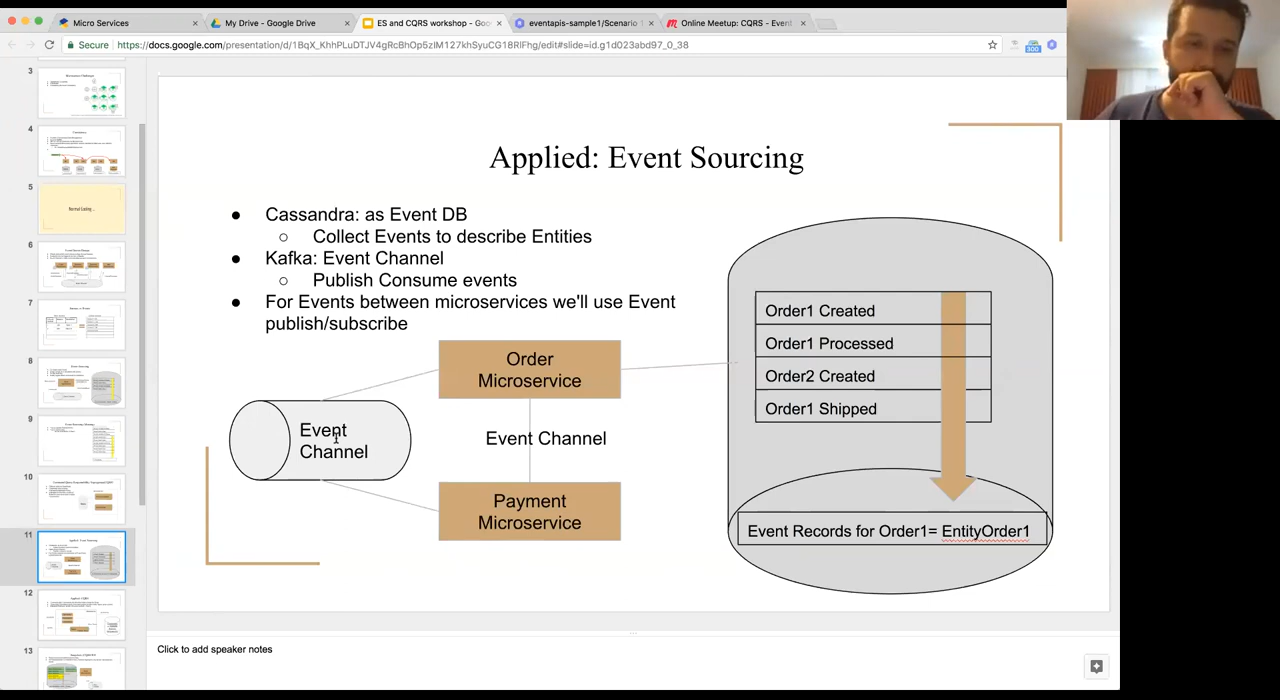 Micro Services
My Drive - Google Drive
ES and CQRS workshop - Goo
eventapis-sample1/Scenario
Online Meetup: CQRS - Event
Secure
https://docs.google.com/presentation/d/1BqX_KhhPLuDTJV4gRcBhOp5zIM127khSyuCG18RlFhg/edit#slide=id.g1d023abd97_0_38
300
3
4
5
6
7
8
9
10
11
12
13
Applied: Event Sourcing
Cassandra: as Event DB
Collect Events to describe Entities
Kafka: Event Channel
Publish Consume events
For Events between microservices we'll use Event
publish/subscribe
Order
Microservice
Event
Channel
Event Channel
Payment
Microservice
Order1 Created
Order1 Processed
Order2 Created
Order1 Shipped
Event Records for Order1= EntityOrder1
Click to add speaker notes